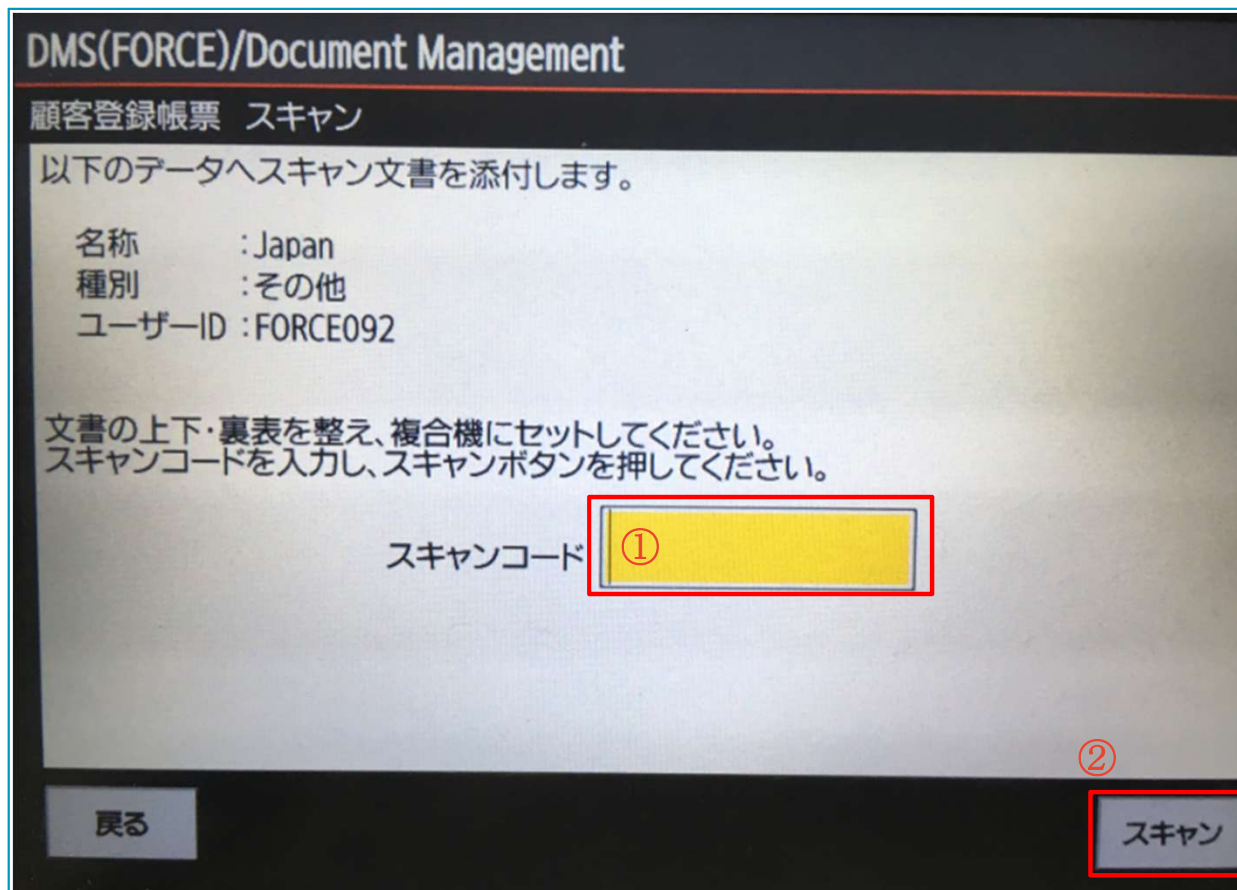 DMS(FORCE)/Document Management
顧客登録帳票 スキャン
以下のデータへスキャン文書を添付します。
名称 :Japan
種別 :その他
ユーザーID :FORCE092
文書の上下・裏表を整え、複合機にセットしてください。
スキャンコードを入力し、スキャンボタンを押してください。
スキャンコード ①
②
戻る スキャン